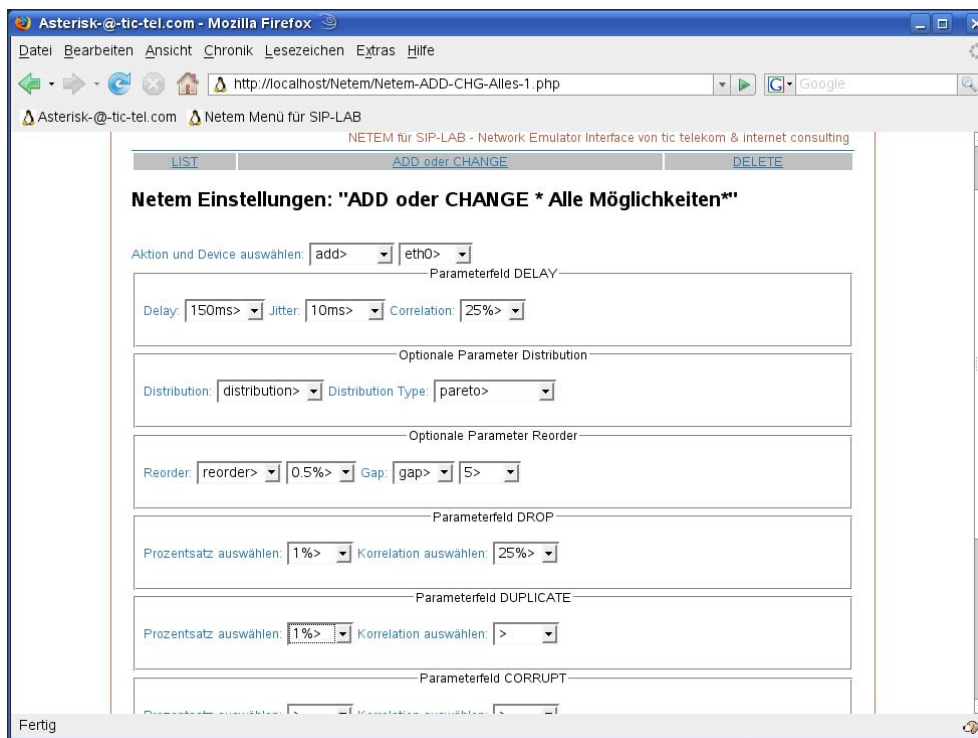 Asterisk-@-tic-tel.com - Mozilla Firefox
Datei Bearbeiten Ansicht Chronik Lesezeichen Extras Hilfe
http://localhost/Netem/Netem-ADD-CHG-Alles-1.php
G Google
Asterisk-@-tic-tel.com Netem Menü für SIP-LAB
NETEM für SIP-LAB - Network Emulator Interface von tic telekom & internet consulting
LIST ADD oder CHANGE DELETE
Netem Einstellungen: "ADD oder CHANGE * Alle Möglichkeiten*"
Aktion und Device auswählen: add> eth0>
Parameterfeld DELAY
Delay: 150ms> Jitter: 10ms> Correlation: 25%>
Optionale Parameter Distribution
Distribution: distribution> Distribution Type: pareto>
Optionale Parameter Reorder
Reorder: reorder> 0.5%> Gap: gap> 5>
Parameterfeld DROP
Prozentsatz auswählen: 1%> Korrelation auswählen: 25%>
Parameterfeld DUPLICATE
Prozentsatz auswählen: 1%> Korrelation auswählen: >
Parameterfeld CORRUPT
Prozentsatz auswählen: > Korrelation auswählen: >
Fertig